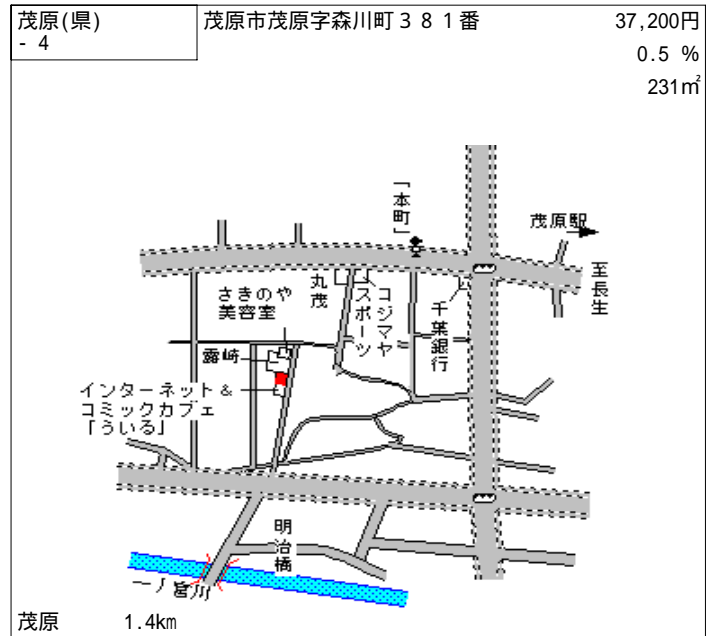 茂原(県)
- 4
茂原市茂原字森川町３８１番
37,200円
0.5 %
231㎡
「本町」
茂原駅
至長生
丸茂
コジマヤ
スポーツ
千葉銀行
さきのや
美容室
露崎
インターネット＆
コミックカフェ
「ういる」
明治橋
一ノ宮川
茂原 1.4km